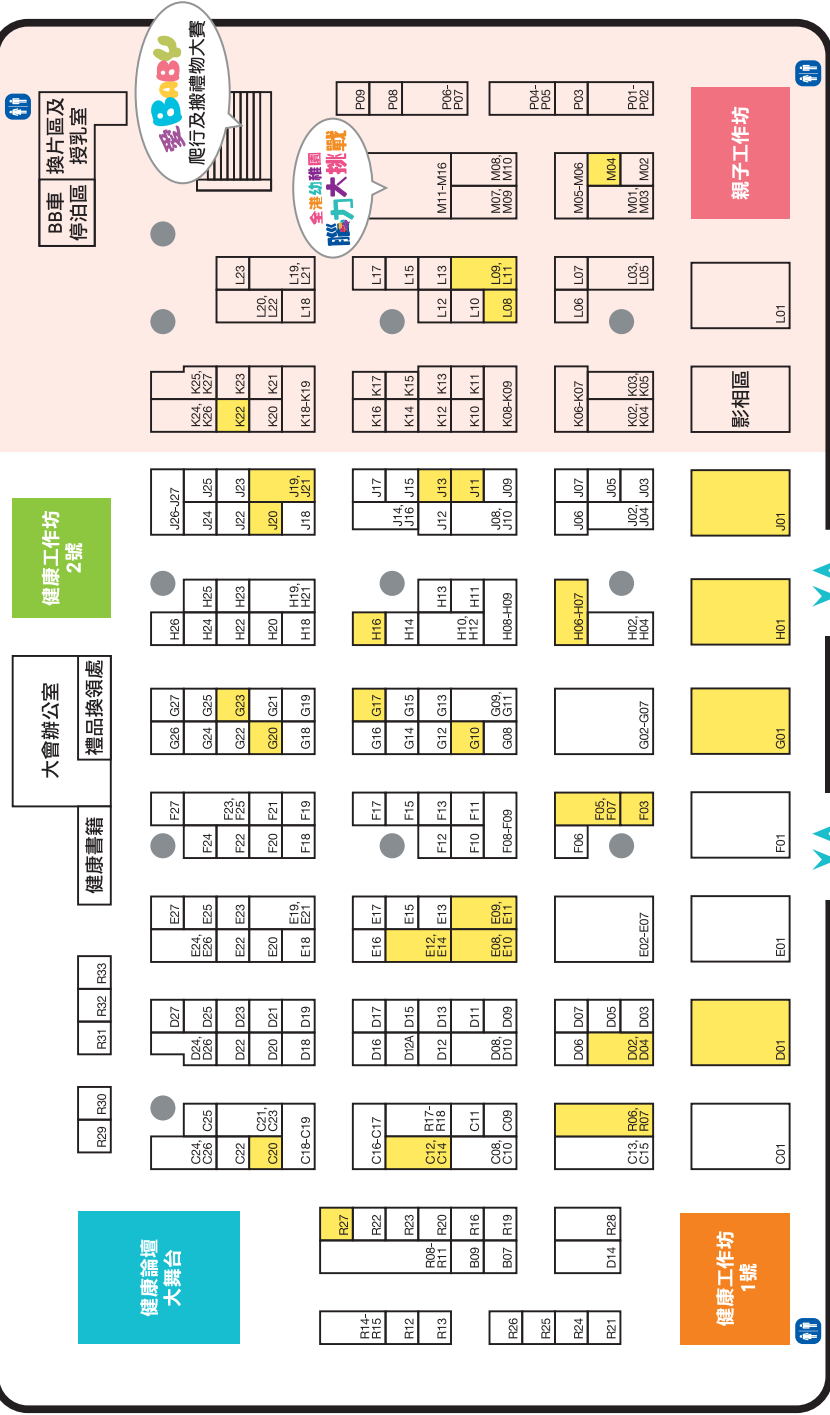 健康論壇
大舞台
R29
R30
R31
R32
R33
健康書籍
大會辦公室
禮品換領處
健康工作坊
2號
BB車
停泊區
換片區及
授乳室
愛BABY
爬行及搬禮物大賽
全港幼稚園
腦力大挑戰
C24,
C26
C25
C22
C21,
C23
C20
C18-C19
D24,
D26
D27
D25
D22
D23
D20
D21
D18
D19
E24,
E26
E27
E25
E22
E23
E20
E19,
E21
E18
F27
F24
F23,
F25
F22
F20
F21
F18
F19
G26
G27
G24
G25
G22
G23
G20
G21
G18
G19
H26
H24
H25
H22
H23
H20
H19,
H21
H18
J26-J27
J24
J25
J22
J23
J20
J19,
J21
J18
K24,
K26
K25,
K27
K22
K23
K20
K21
K18-K19
L20,
L22
L23
L18
L19,
L21
R14-
R15
R12
R13
R27
R22
R23
R08-
R11
R20
B09
R16
B07
R19
C16-C17
C12,
C14
R17-
R18
C08,
C10
C11
C09
D16
D17
D12A
D15
D12
D13
D08,
D10
D11
D09
E16
E17
E12,
E14
E15
E13
E08,
E10
E09,
E11
F17
F15
F12
F13
F10
F11
F08-F09
G16
G17
G14
G15
G12
G13
G10
G08
G09,
G11
H16
H14
H13
H10,
H12
H11
H08-H09
J14,
J16
J17
J15
J12
J13
J08,
J10
J11
J09
K16
K17
K14
K15
K12
K13
K10
K11
K08-K09
L17
L15
L12
L13
L10
L08
L09,
L11
M11-M16
M07,
M09
M08,
M10
P09
P08
P06-
P07
R26
R25
R24
R21
D14
R28
C13,
C15
R06,
R07
D06
D07
D02,
D04
D05
D03
E02-E07
F06
F05,
F07
F03
G02-G07
H06-H07
H02,
H04
J06
J07
J02,
J04
J05
J03
K06-K07
K02,
K04
K03,
K05
L06
L07
L03,
L05
M05-M06
M01,
M03
M04
M02
P04-
P05
P03
P01-
P02
健康工作坊
1號
C01
D01
E01
F01
G01
H01
J01
影相區
L01
親子工作坊